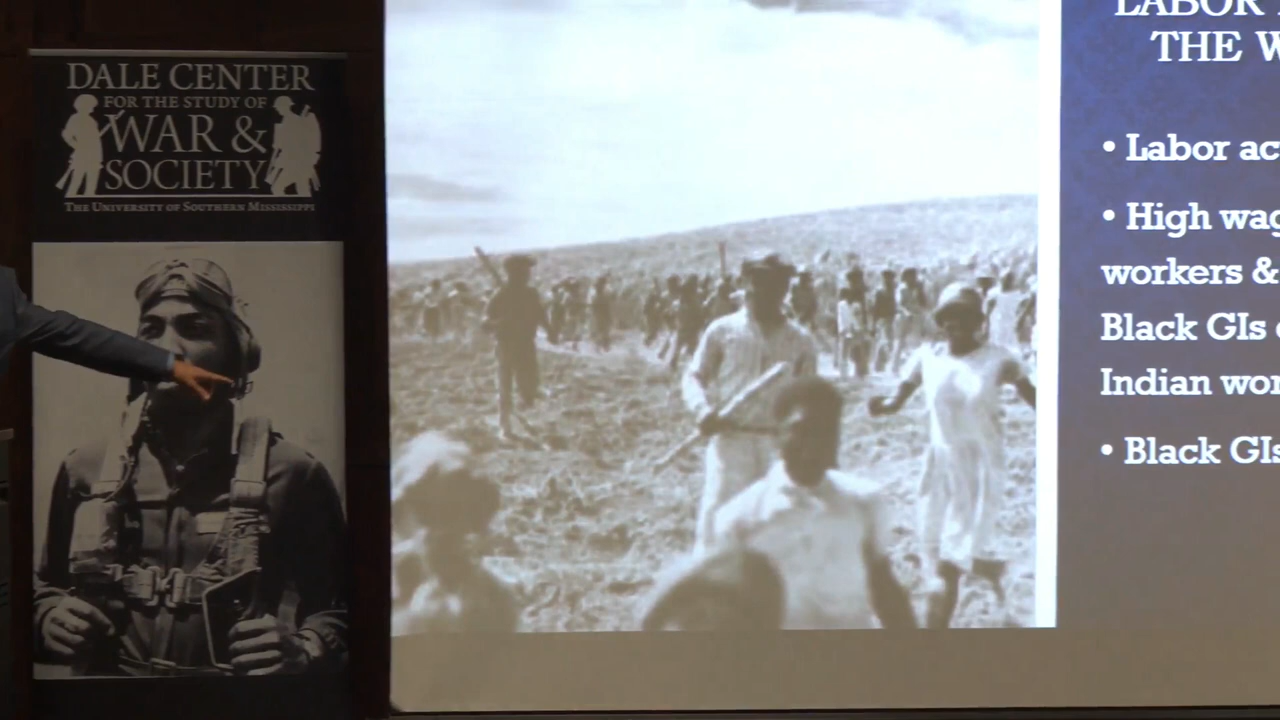 DALE CENTER
FOR THE STUDY OF
WAR &
SOCIETY
THE UNIVERSITY OF SOUTHERN MISSISSIPPI
LABOR
THE W
• Labor ac
• High wag
workers &
Black GIs
Indian wor
• Black GIs